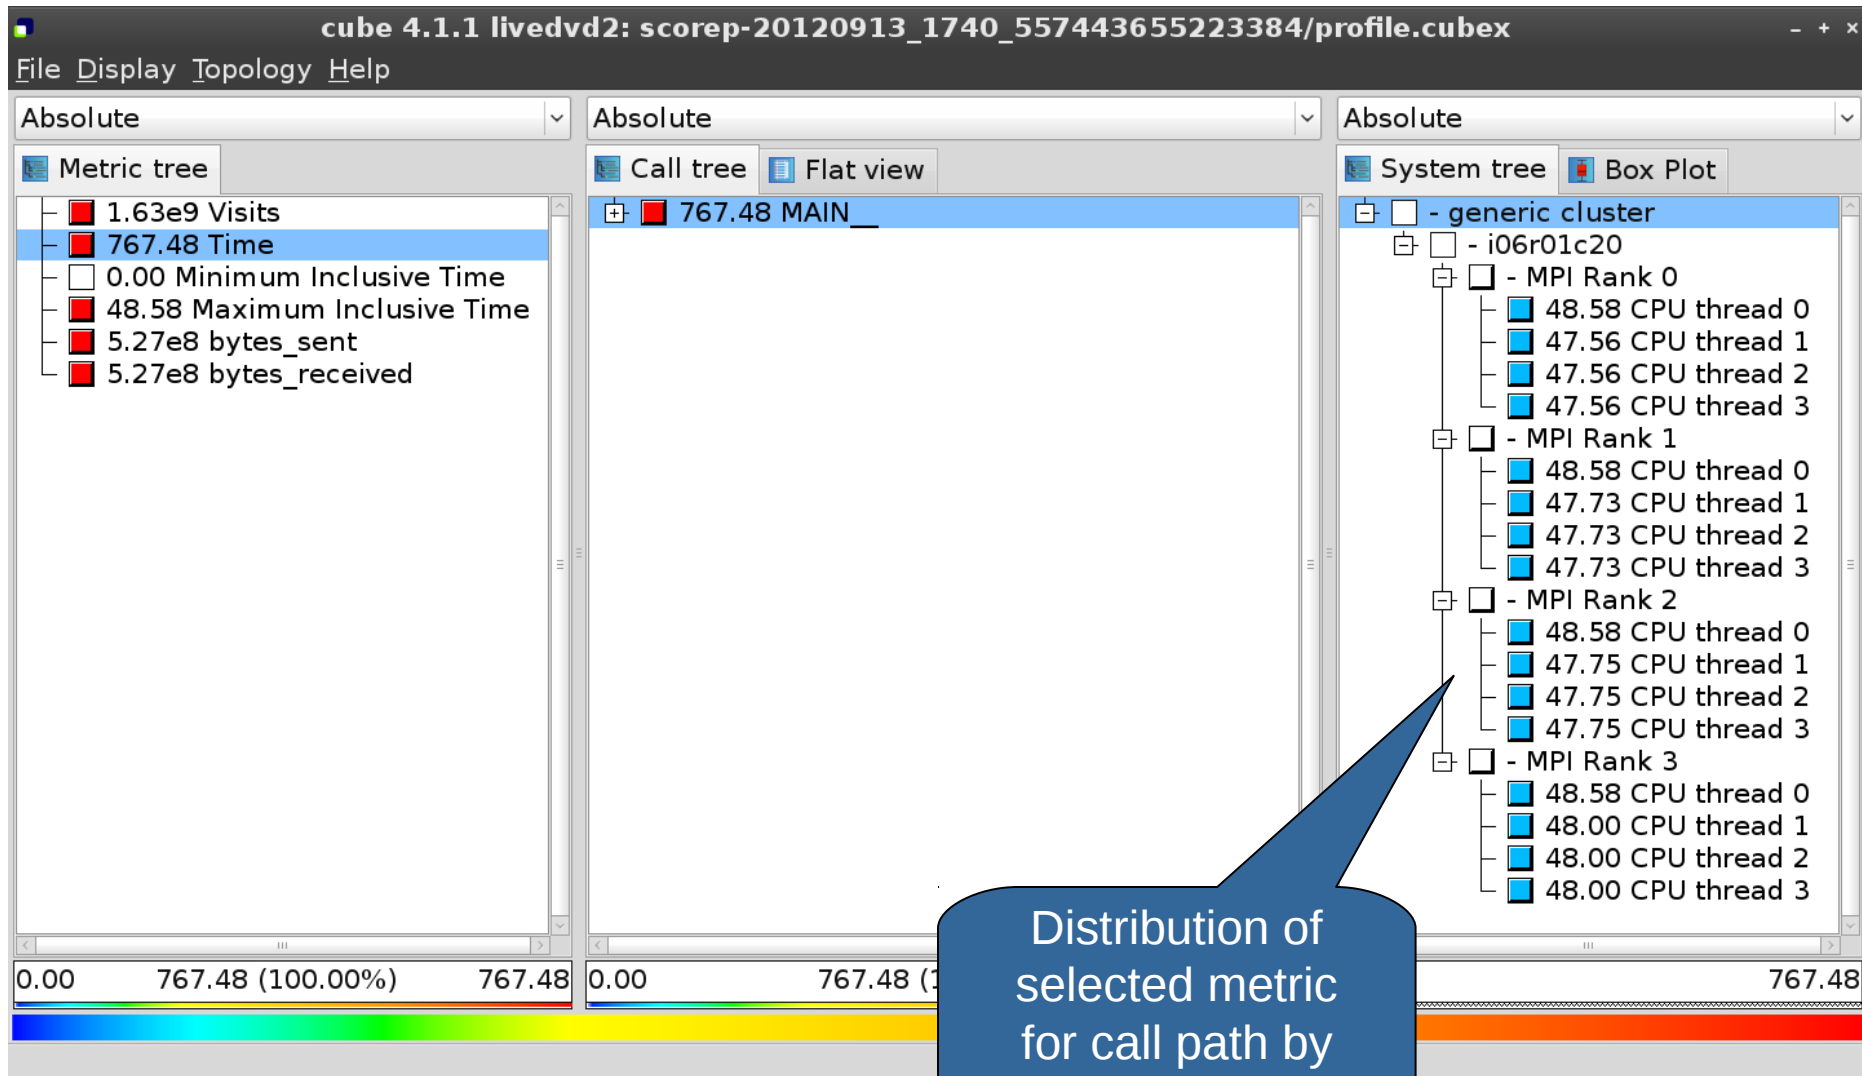 cube 4.1.1 livedvd2: scorep-20120913_1740_557443655223384/profile.cubex
File Display Topology Help
Absolute
Absolute
Absolute
Metric tree
Call tree
Flat view
System tree
Box Plot
1.63e9 Visits
767.48 Time
0.00 Minimum Inclusive Time
48.58 Maximum Inclusive Time
5.27e8 bytes_sent
5.27e8 bytes_received
767.48 MAIN__
- generic cluster
- i06r01c20
- MPI Rank 0
48.58 CPU thread 0
47.56 CPU thread 1
47.56 CPU thread 2
47.56 CPU thread 3
- MPI Rank 1
48.58 CPU thread 0
47.73 CPU thread 1
47.73 CPU thread 2
47.73 CPU thread 3
- MPI Rank 2
48.58 CPU thread 0
47.75 CPU thread 1
47.75 CPU thread 2
47.75 CPU thread 3
- MPI Rank 3
48.58 CPU thread 0
48.00 CPU thread 1
48.00 CPU thread 2
48.00 CPU thread 3
0.00 767.48 (100.00%) 767.48
0.00 767.48 (1
767.48
Distribution of
selected metric
for call path by